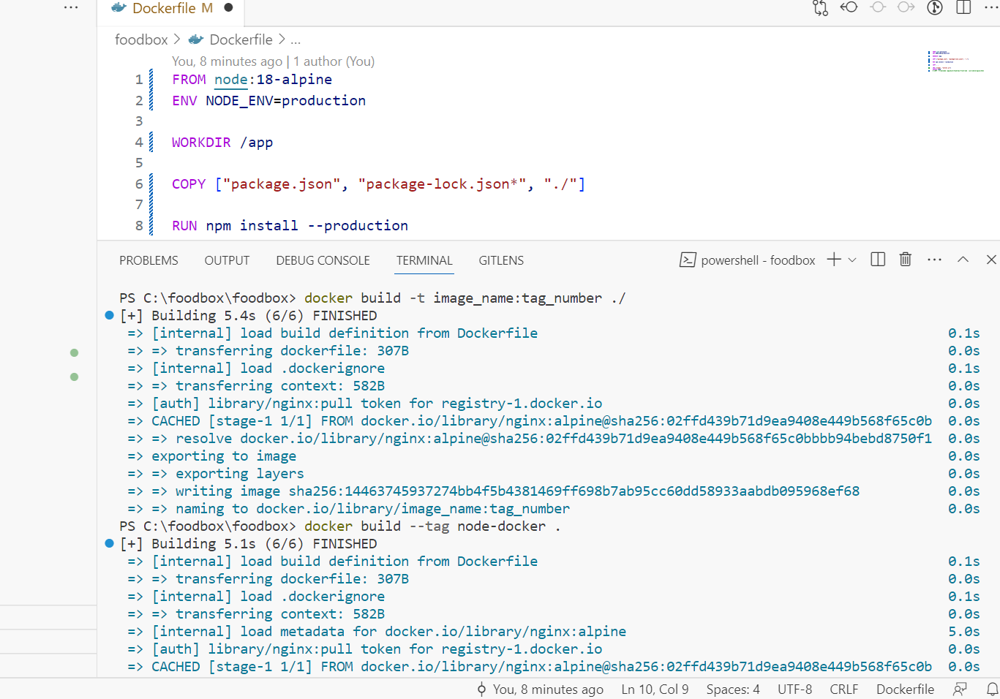 Dockerfile M
foodbox > Dockerfile > ...
You, 8 minutes ago | 1 author (You)
1 FROM node:18-alpine
2 ENV NODE_ENV=production
3
4 WORKDIR /app
5
6 COPY ["package.json", "package-lock.json*", "./"]
7
8 RUN npm install --production
PROBLEMS OUTPUT DEBUG CONSOLE TERMINAL GITLENS powershell - foodbox
PS C:\foodbox\foodbox> docker build -t image_name:tag_number ./
[+] Building 5.4s (6/6) FINISHED
=> [internal] load build definition from Dockerfile 0.1s
=> => transferring dockerfile: 307B 0.0s
=> [internal] load .dockerignore 0.1s
=> => transferring context: 582B 0.0s
=> [auth] library/nginx:pull token for registry-1.docker.io 0.0s
=> CACHED [stage-1 1/1] FROM docker.io/library/nginx:alpine@sha256:02ffd439b71d9ea9408e449b568f65c0b 0.0s
=> => resolve docker.io/library/nginx:alpine@sha256:02ffd439b71d9ea9408e449b568f65c0bbbb94bebd8750f1 0.0s
=> exporting to image 0.0s
=> => exporting layers 0.0s
=> => writing image sha256:14463745937274bb4f5b4381469ff698b7ab95cc60dd58933aabdb095968ef68 0.0s
=> => naming to docker.io/library/image_name:tag_number 0.0s
PS C:\foodbox\foodbox> docker build --tag node-docker .
[+] Building 5.1s (6/6) FINISHED
=> [internal] load build definition from Dockerfile 0.1s
=> => transferring dockerfile: 307B 0.0s
=> [internal] load .dockerignore 0.1s
=> => transferring context: 582B 0.0s
=> [internal] load metadata for docker.io/library/nginx:alpine 5.0s
=> [auth] library/nginx:pull token for registry-1.docker.io 0.0s
=> CACHED [stage-1 1/1] FROM docker.io/library/nginx:alpine@sha256:02ffd439b71d9ea9408e449b568f65c0b 0.0s
You, 8 minutes ago Ln 10, Col 9 Spaces: 4 UTF-8 CRLF Dockerfile